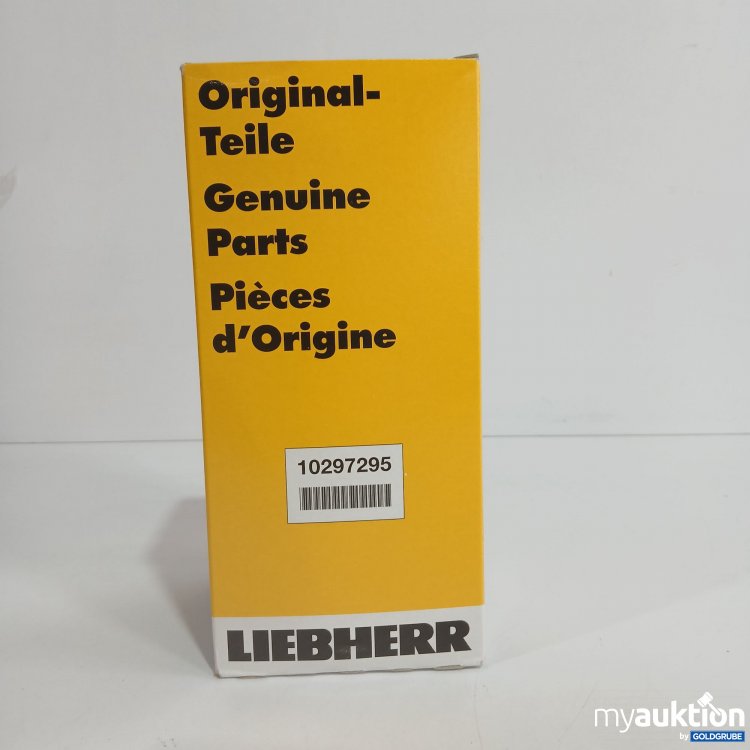 Original-
Teile
Genuine
Parts
Pièces
d'Origine
10297295
LIEBHERR
myauktion
by GOLDGRUBE